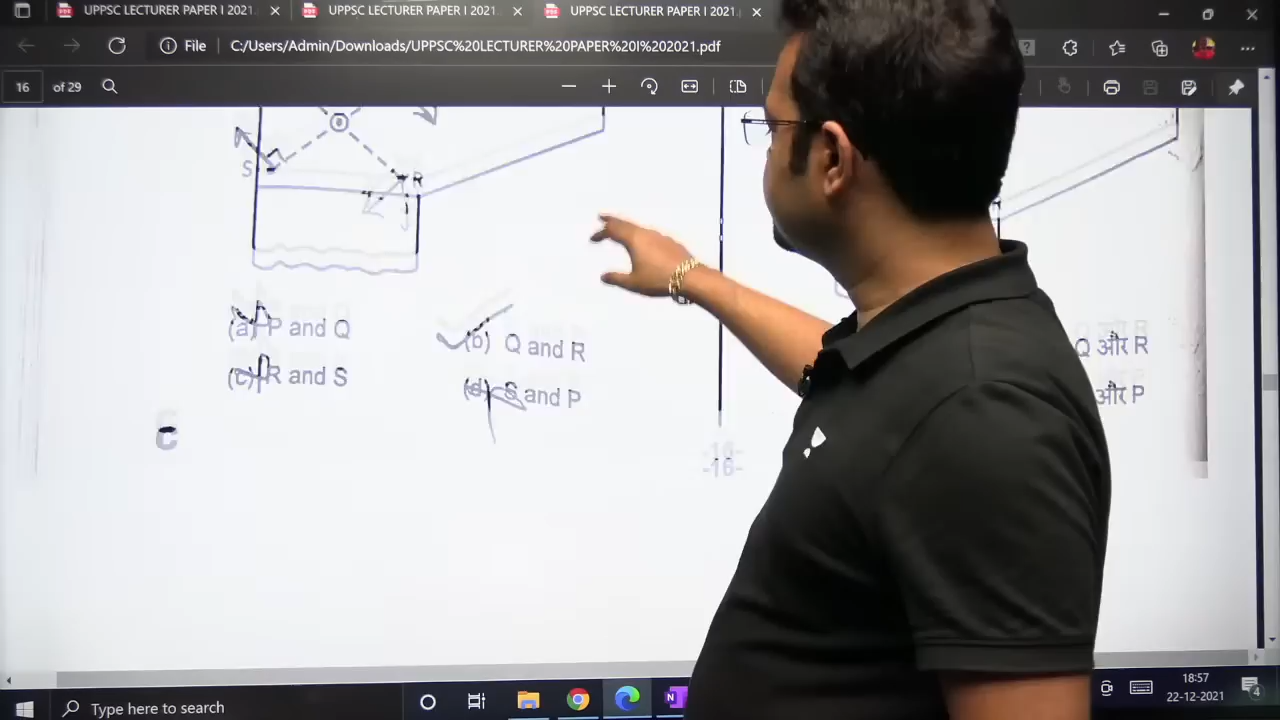 UPPSC LECTURER PAPER I 2021.
UPPSC LECTURER PAPER I 2021.
UPPSC LECTURER PAPER I 2021.
File
C:/Users/Admin/Downloads/UPPSC%20LECTURER%20PAPER%20I%202021.pdf
16
of 29
S
R
(a) P and Q
(b) Q and R
(c) R and S
(d) S and P
Q और R
और P
C
-16-
Type here to search
18:57
22-12-2021
4